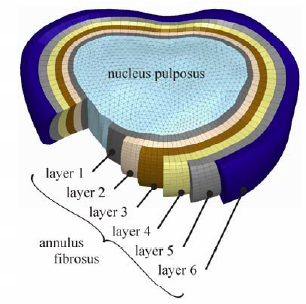 nucleus pulposus
layer 1
layer 2
layer 3
layer 4
layer 5
layer 6
annulus
fibrosus